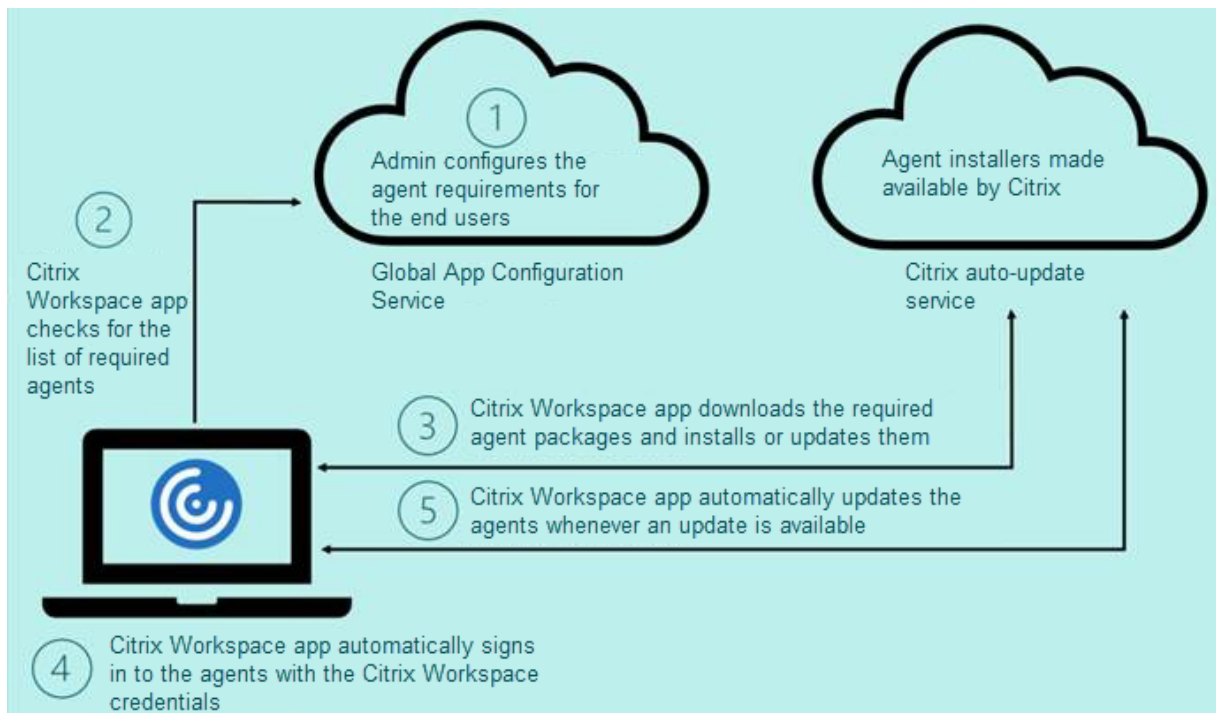 1
Admin configures the
agent requirements for
the end users
Global App Configuration
Service
Agent installers made
available by Citrix
Citrix auto-update
service
2
Citrix
Workspace app
checks for the
list of required
agents
3
Citrix Workspace app downloads the required
agent packages and installs or updates them
5
Citrix Workspace app automatically updates the
agents whenever an update is available
4
Citrix Workspace app automatically signs
in to the agents with the Citrix Workspace
credentials